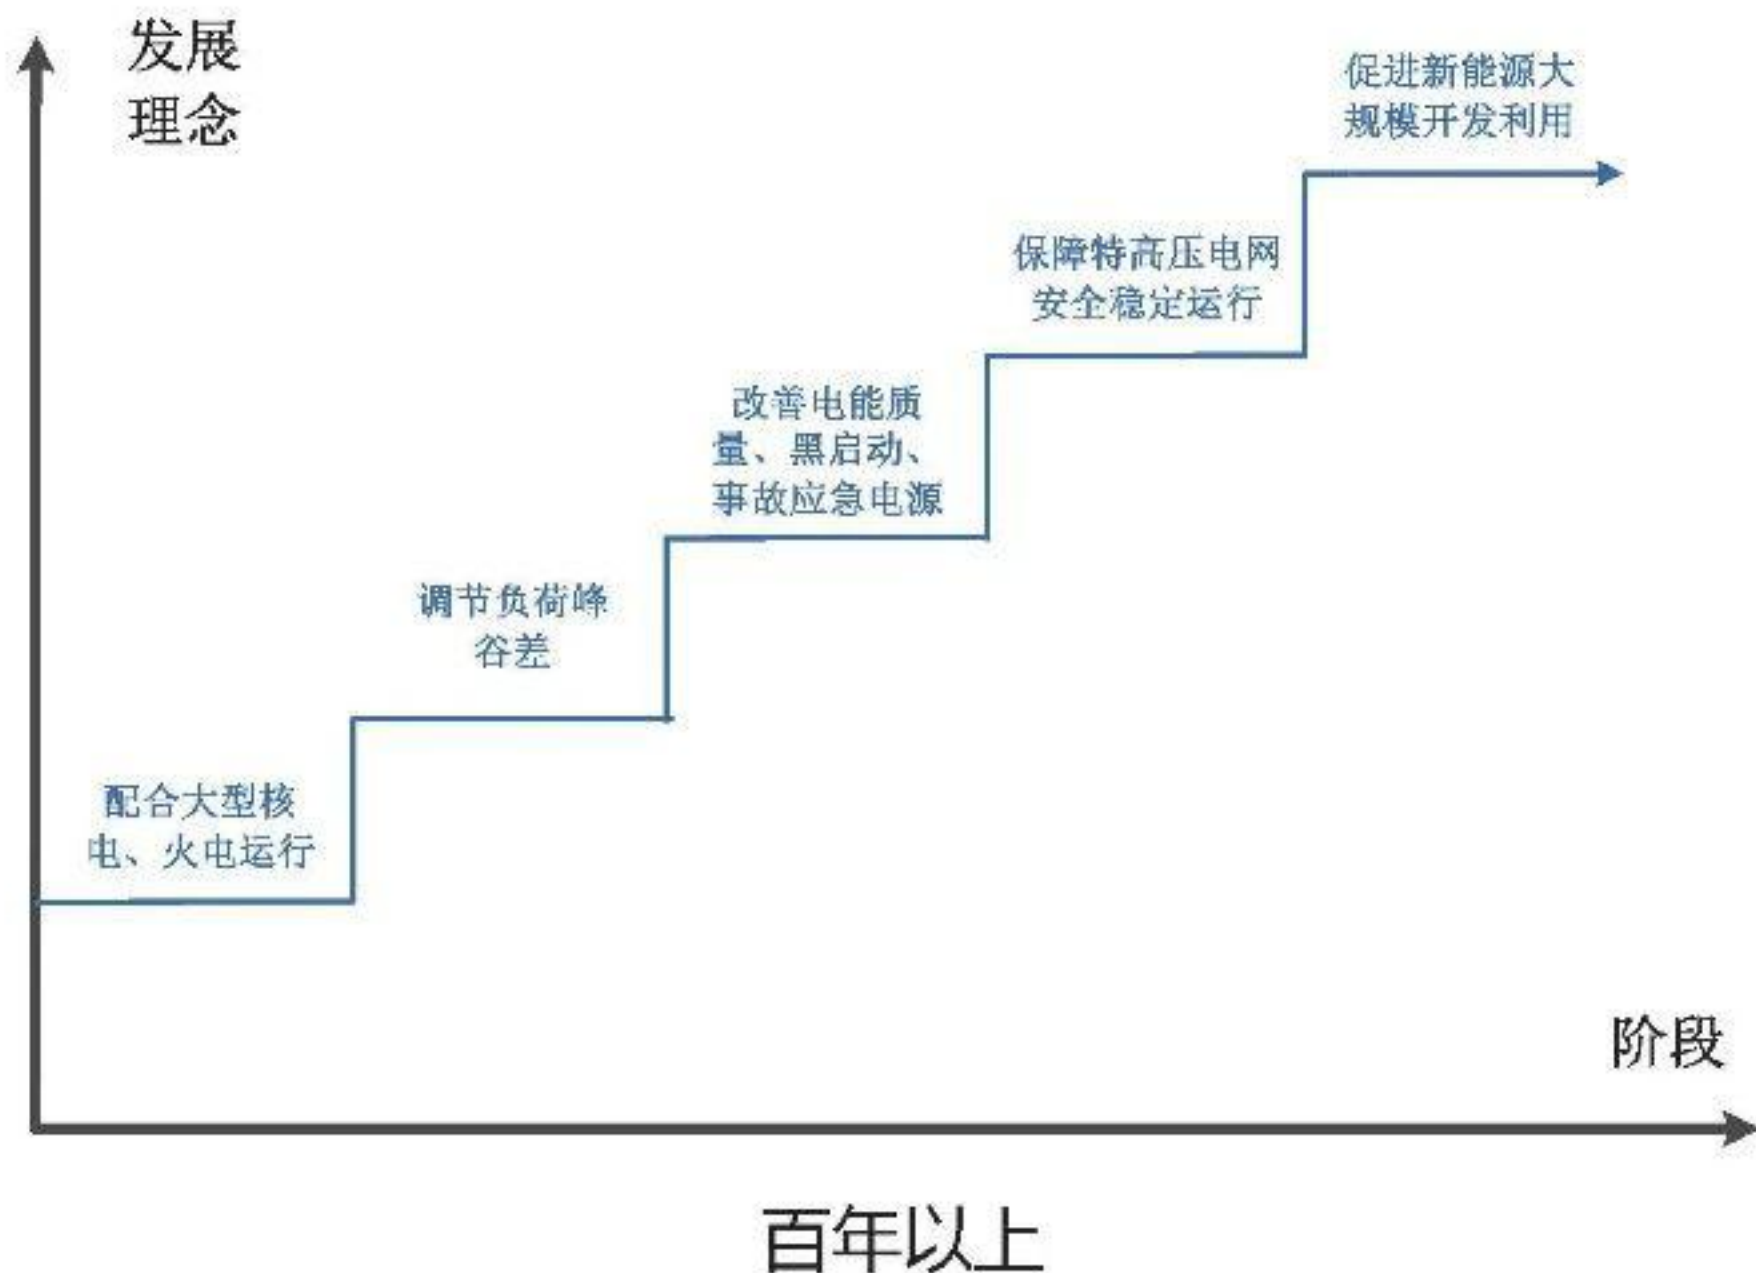 发展
理念
促进新能源大
规模开发利用
保障特高压电网
安全稳定运行
改善电能质
量、黑启动、
事故应急电源
调节负荷峰
谷差
配合大型核
电、火电运行
阶段
百年以上